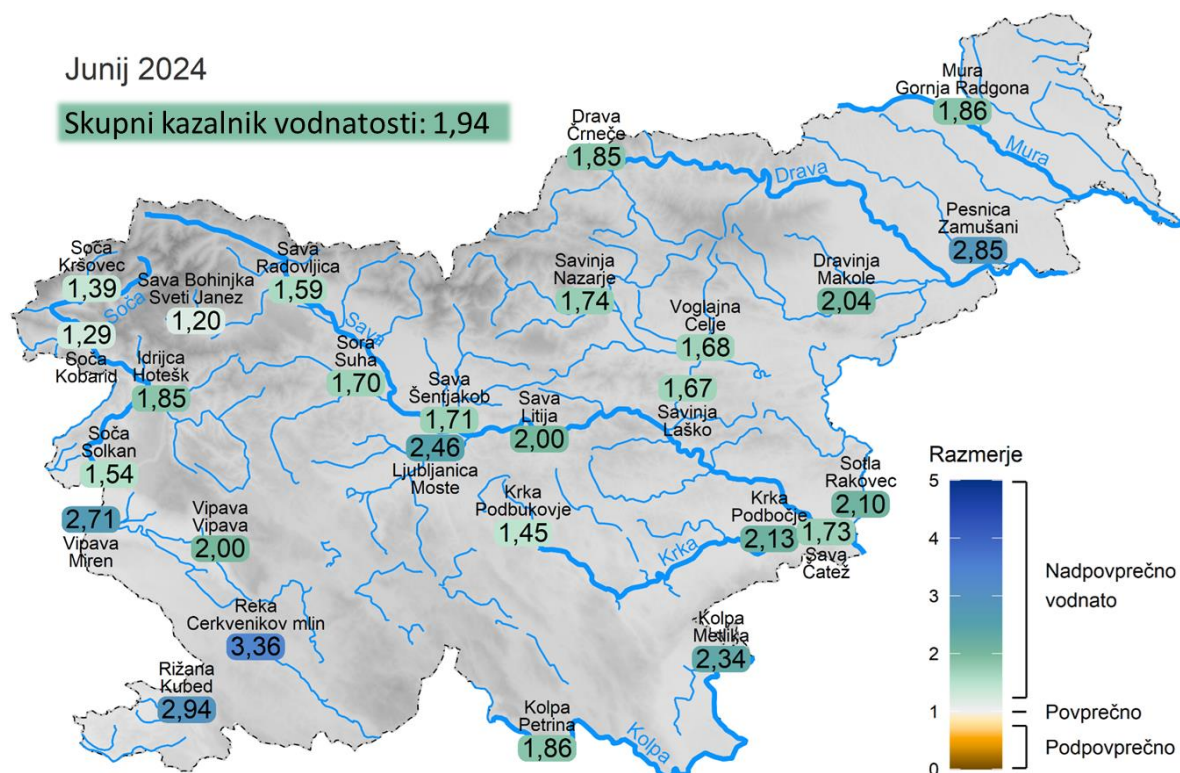 Junij 2024
Skupni kazalnik vodnatosti: 1,94
Mura
Gornja Radgona
1,86
Mura
Drava
Črneče
1,85
Drava
Pesnica
Zamušani
2,85
Soča
Kršovec
1,39
Soča
Sava Bohinjka
Sveti Janez
1,20
Sava
Radovljica
1,59
Sava
Savinja
Nazarje
1,74
Dravinja
Makole
2,04
Voglajna
Celje
1,68
1,29
Soča
Kobarid
Idrijca
Hotešk
1,85
Sora
Suha
1,70
Sava
Šentjakob
1,71
Sava
Litija
2,00
1,67
Savinja
Laško
2,46
Ljubljanica
Moste
Soča
Solkan
1,54
2,71
Vipava
Miren
Vipava
Vipava
2,00
Krka
Podbukovje
1,45
Krka
Krka
Podbočje
2,13
1,73
Sava
Čatež
Sotla
Rakovec
2,10
Reka
Cerkvenikov mlin
3,36
Rižana
Kubed
2,94
Kolpa
Metlika
2,34
Kolpa
Petrina
1,86
Kolpa
Razmerje
5
4
3
2
1
0
Nadpovprečno
vodnato
Povprečno
Podpovprečno